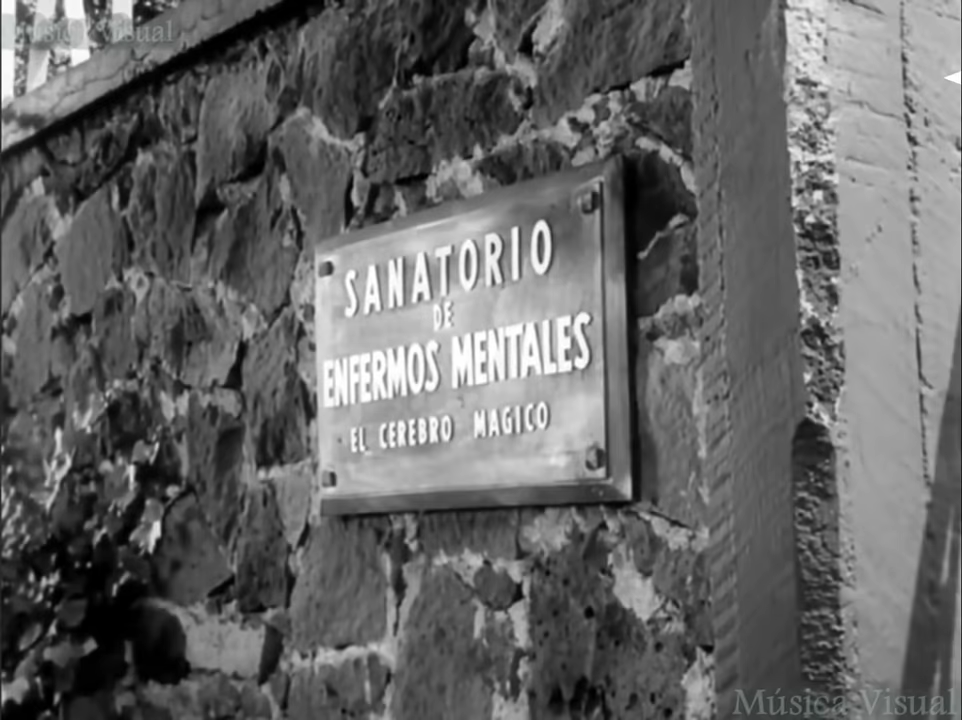 Música Visual
SANATORIO
DE
ENFERMOS MENTALES
EL CEREBRO MAGICO
Música Visual